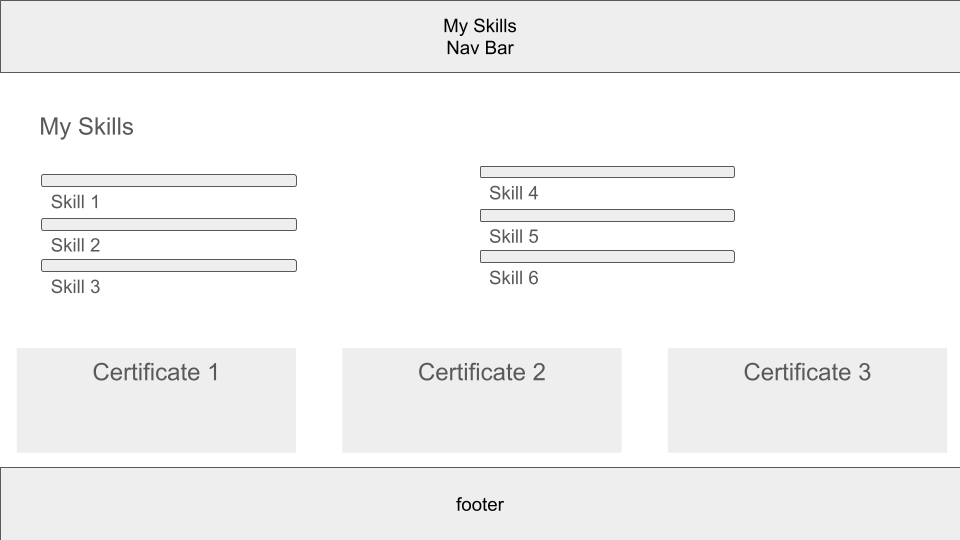 My Skills
Nav Bar
My Skills
Skill 1
Skill 2
Skill 3
Skill 4
Skill 5
Skill 6
Certificate 1
Certificate 2
Certificate 3
footer